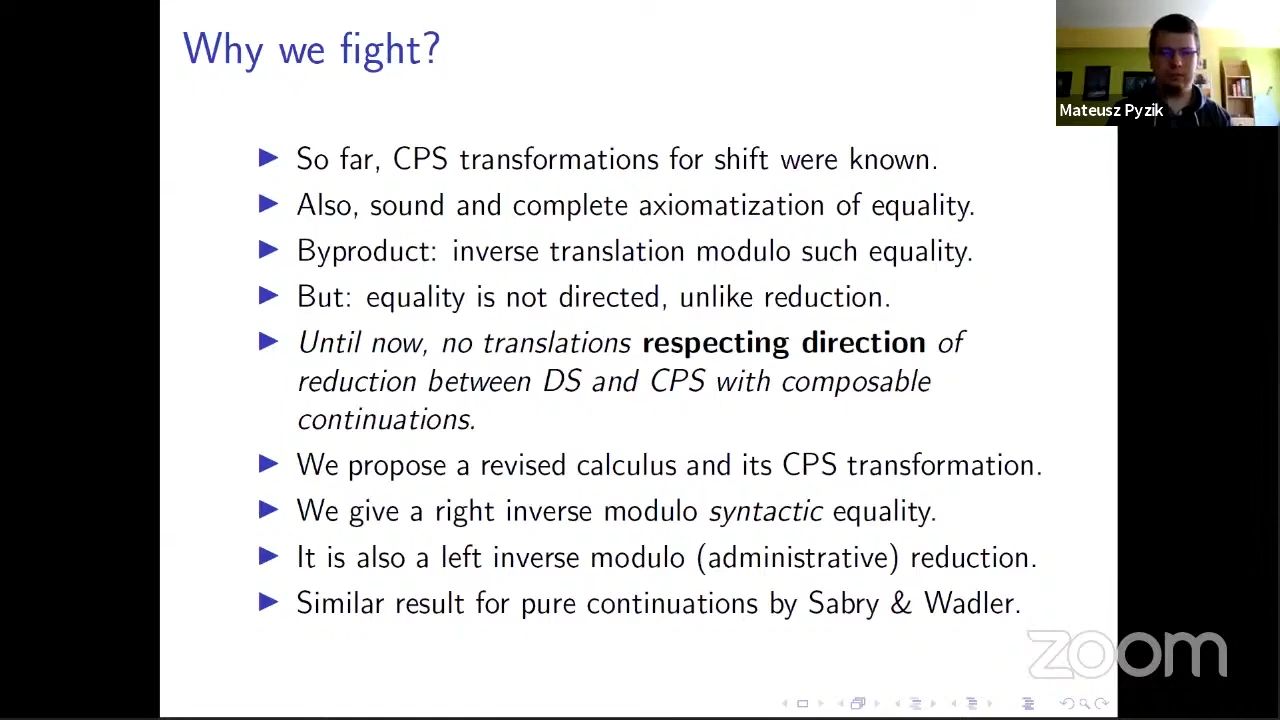 Why we fight?
Mateusz Pyzik
So far, CPS transformations for shift were known.
Also, sound and complete axiomatization of equality.
Byproduct: inverse translation modulo such equality.
But: equality is not directed, unlike reduction.
Until now, no translations respecting direction of
reduction between DS and CPS with composable
continuations.
We propose a revised calculus and its CPS transformation.
We give a right inverse modulo syntactic equality.
It is also a left inverse modulo (administrative) reduction.
Similar result for pure continuations by Sabry & Wadler.
zoom